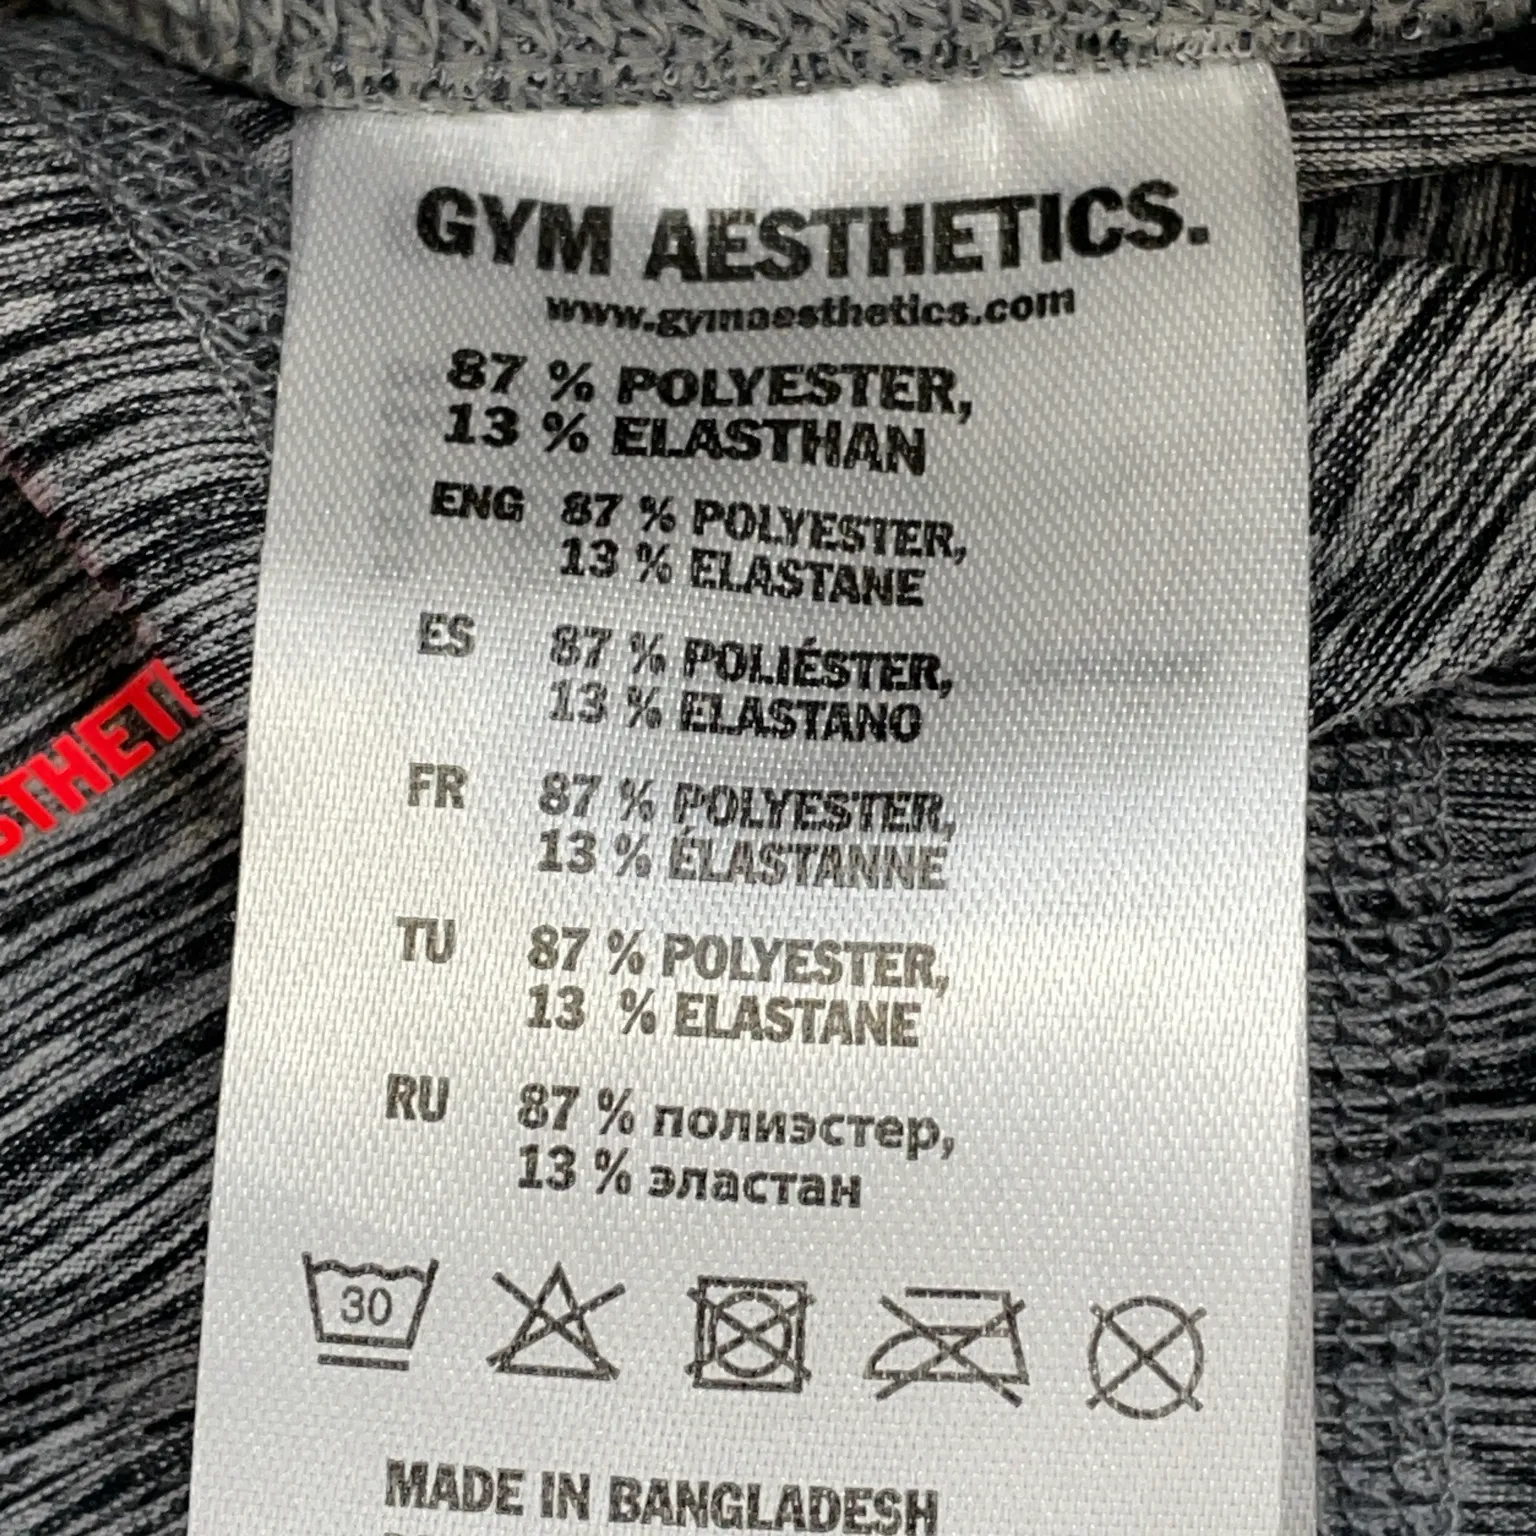 GYM AESTHETICS.
www.gymaesthetics.com
87 % POLYESTER,
13 % ELASTHAN
ENG 87 % POLYESTER,
13 % ELASTANE
ES 87 % POLIÉSTER,
13 % ELASTANO
FR 87 % POLYESTER,
13 % ÉLASTANNE
TU 87 % POLYESTER,
13 % ELASTANE
RU 87 % полиэстер,
13 % эластан
30
MADE IN BANGLADESH